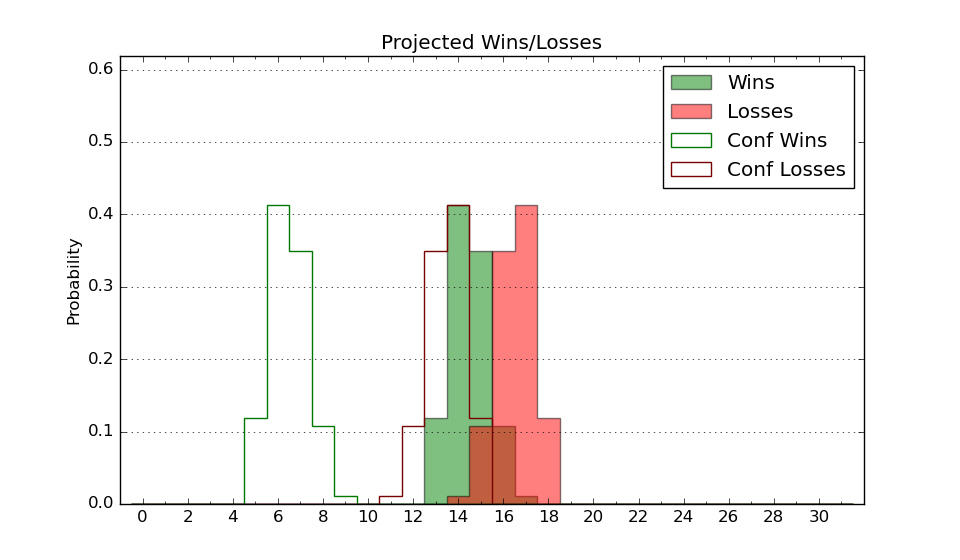 Projected Wins/Losses
0.6
0.5
0.4
0.3
0.2
0.1
0.0
Probability
Wins
Losses
Conf Wins
Conf Losses
0 2 4 6 8 10 12 14 16 18 20 22 24 26 28 30